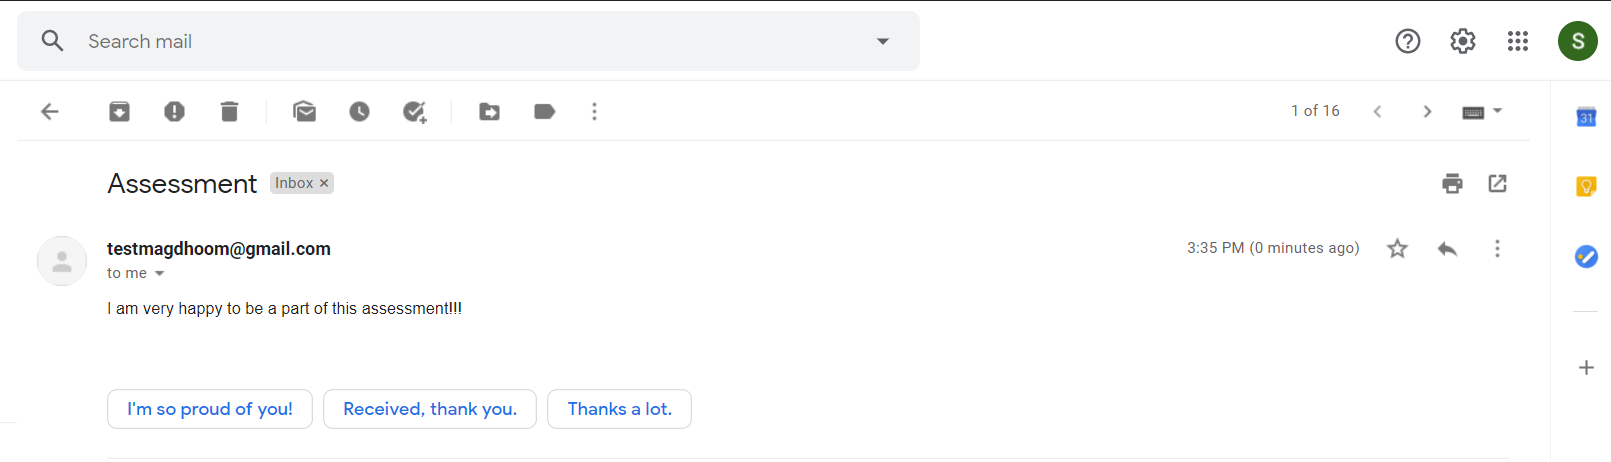 Search mail
S
1 of 16
31
Assessment Inbox ×
testmagdhoom@gmail.com 3:35 PM (0 minutes ago)
to me
I am very happy to be a part of this assessment!!!
I'm so proud of you! Received, thank you. Thanks a lot.